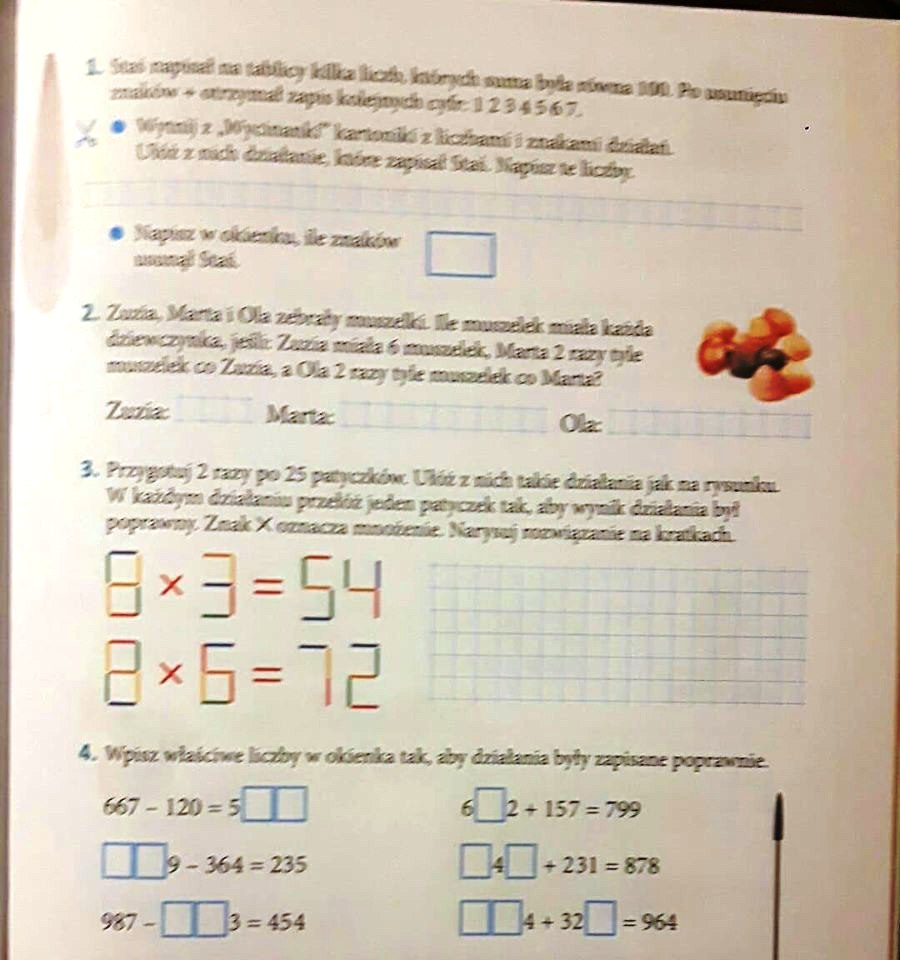 1. Staś napisał na tablicy kilka liczb, których suma była równa 100. Po usunięciu
znaków + otrzymał zapis kolejnych cyfr: 1 2 3 4 5 6 7.
Wytnij z „Wycinanki” kartoniki z liczbami i znakami działań.
Ułóż z nich działanie, które zapisał Staś. Napisz te liczby.
Napisz w okienku, ile znaków
usunął Staś.
2. Zuzia, Marta i Ola zebrały muszelki. Ile muszelek miała każda
dziewczynka, jeśli: Zuzia miała 6 muszelek, Marta 2 razy tyle
muszelek co Zuzia, a Ola 2 razy tyle muszelek co Marta?
Zuzia: Marta: Ola:
3. Przygotuj 2 razy po 25 patyczków. Ułóż z nich takie działania jak na rysunku.
W każdym działaniu przełóż jeden patyczek tak, aby wynik działania był
poprawny. Znak X oznacza mnożenie. Narysuj rozwiązanie na kratkach.
8 × 3 = 54
8 × 6 = 72
4. Wpisz właściwe liczby w okienka tak, aby działania były zapisane poprawnie.
667 – 120 = 5 6 2 + 157 = 799
9 – 364 = 235 4 + 231 = 878
987 – 3 = 454 4 + 32 = 964